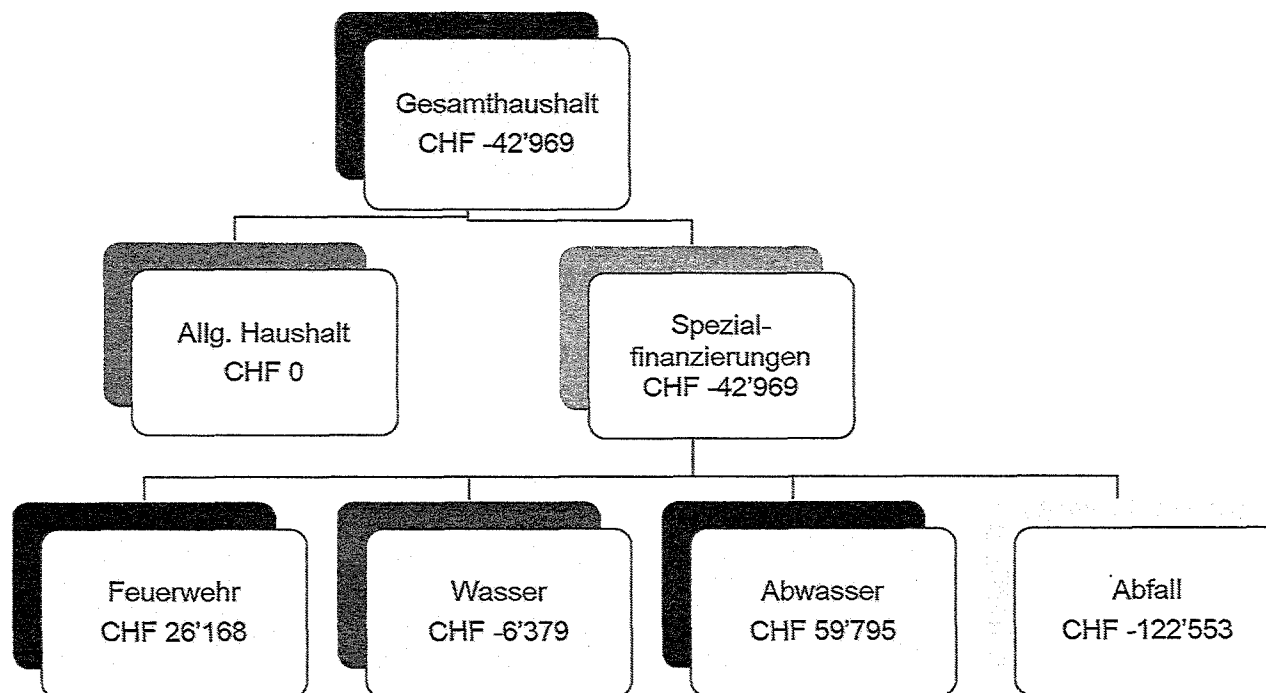 Gesamthaushalt
CHF -42'969
Allg. Haushalt
CHF 0
Spezial-
finanzierungen
CHF -42'969
Feuerwehr
CHF 26'168
Wasser
CHF -6'379
Abwasser
CHF 59'795
Abfall
CHF -122'553